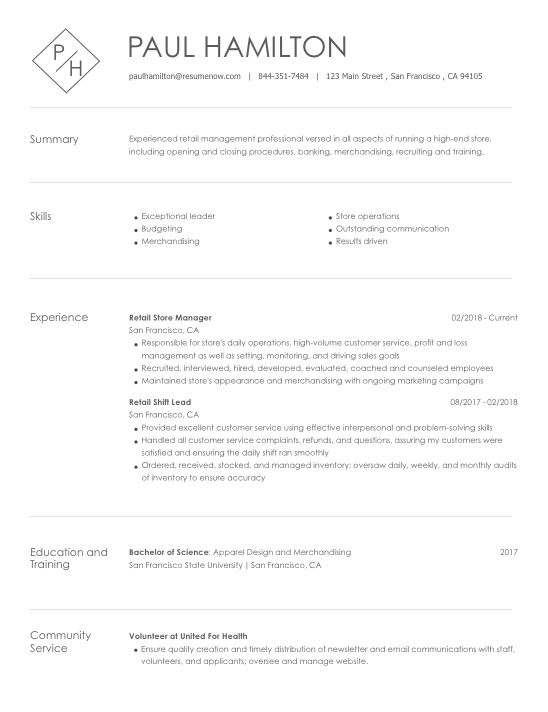 P/H
PAUL HAMILTON
paulhamilton@resumenow.com | 844-351-7484 | 123 Main Street , San Francisco , CA 94105
Summary
Experienced retail management professional versed in all aspects of running a high-end store,
including opening and closing procedures, banking, merchandising, recruiting and training.
Skills
• Exceptional leader
• Budgeting
• Merchandising
• Store operations
• Outstanding communication
• Results driven
Experience
Retail Store Manager 02/2018 - Current
San Francisco, CA
• Responsible for store's daily operations, high-volume customer service, profit and loss
management as well as setting, monitoring, and driving sales goals
• Recruited, interviewed, hired, developed, evaluated, coached and counseled employees
• Maintained store's appearance and merchandising with ongoing marketing campaigns
Retail Shift Lead 08/2017 - 02/2018
San Francisco, CA
• Provided excellent customer service using effective interpersonal and problem-solving skills
• Handled all customer service complaints, refunds, and questions, assuring my customers were
satisfied and ensuring the daily shift ran smoothly
• Ordered, received, stocked, and managed inventory; oversaw daily, weekly, and monthly audits
of inventory to ensure accuracy
Education and
Training
Bachelor of Science: Apparel Design and Merchandising 2017
San Francisco State University | San Francisco, CA
Community
Service
Volunteer at United For Health
• Ensure quality creation and timely distribution of newsletter and email communications with staff,
volunteers, and applicants; oversee and manage website.